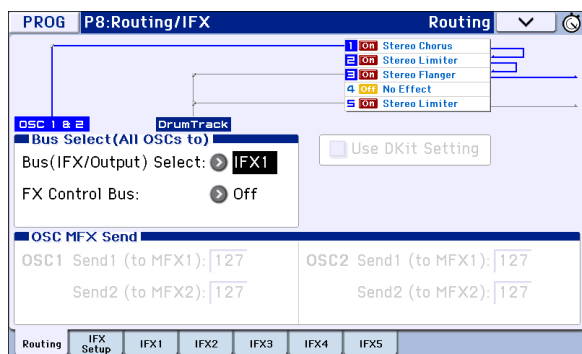 PROG P8:Routing/IFX Routing
1 On Stereo Chorus
2 On Stereo Limiter
3 On Stereo Flanger
4 Off No Effect
5 On Stereo Limiter
OSC 1 & 2 DrumTrack
Bus Select(All OSCs to)
Bus(IFX/Output) Select: IFX1
Use DKit Setting
FX Control Bus: Off
OSC MFX Send
OSC1 Send1 (to MFX1): 127 OSC2 Send1 (to MFX1): 127
Send2 (to MFX2): 127 Send2 (to MFX2): 127
Routing IFX Setup IFX1 IFX2 IFX3 IFX4 IFX5